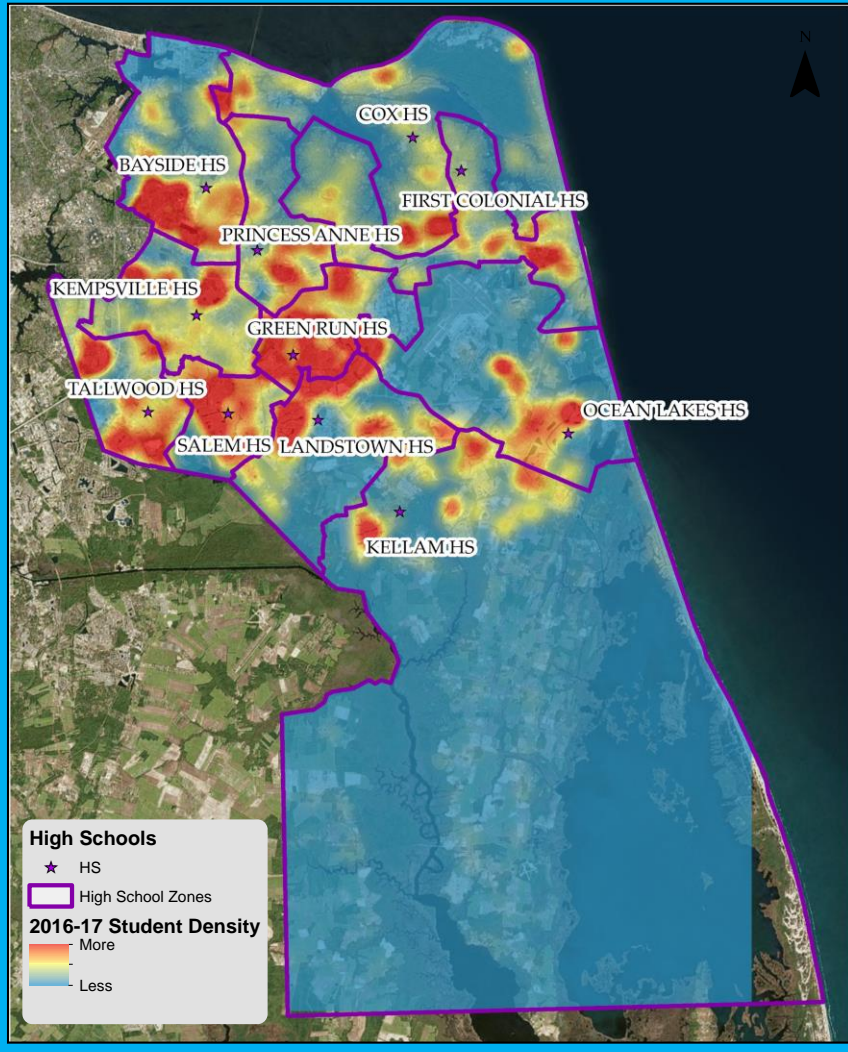 N
COX HS
BAYSIDE HS
FIRST COLONIAL HS
PRINCESS ANNE HS
KEMPSVILLE HS
GREEN RUN HS
TALLWOOD HS
OCEAN LAKES HS
SALEM HS
LANDSTOWN HS
KELLAM HS
High Schools
HS
High School Zones
2016-17 Student Density
More
Less